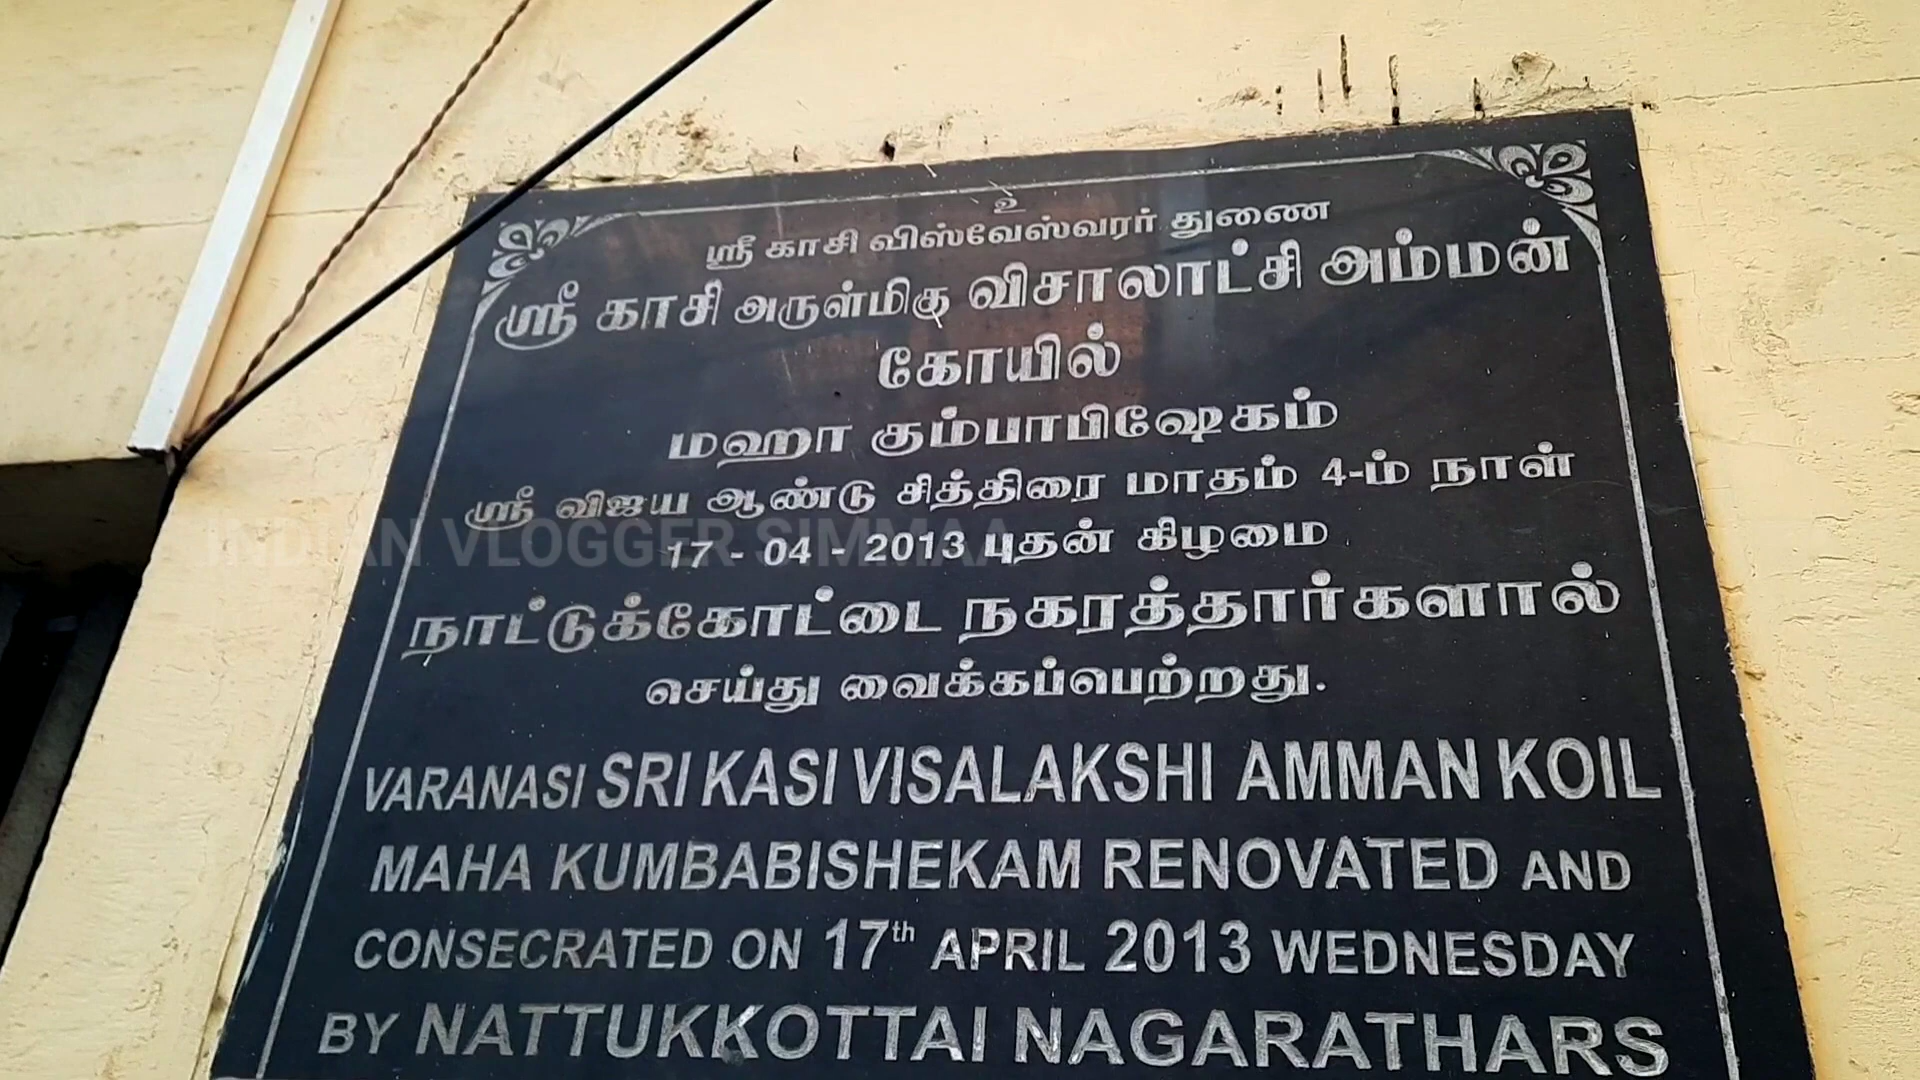 உ
ஸ்ரீ காசி விஸ்வேஸ்வரர் துணை
ஸ்ரீ காசி அருள்மிகு விசாலாட்சி அம்மன்
கோயில்
மஹா கும்பாபிஷேகம்
ஸ்ரீ விஜய ஆண்டு சித்திரை மாதம் 4-ம் நாள்
17 - 04 - 2013 புதன் கிழமை
நாட்டுக்கோட்டை நகரத்தார்களால்
செய்து வைக்கப்பெற்றது.
VARANASI SRI KASI VISALAKSHI AMMAN KOIL
MAHA KUMBABISHEKAM RENOVATED AND
CONSECRATED ON 17th APRIL 2013 WEDNESDAY
BY NATTUKKOTTAI NAGARATHARS
INDIAN VLOGGER SIMMAA